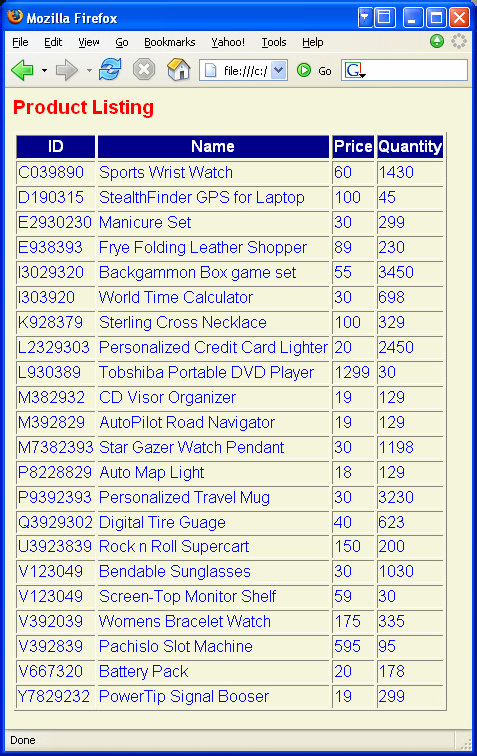 Mozilla Firefox
File Edit View Go Bookmarks Yahoo! Tools Help
file:///c:/ Go G
Product Listing
ID Name Price Quantity
C039890 Sports Wrist Watch 60 1430
D190315 StealthFinder GPS for Laptop 100 45
E2930230 Manicure Set 30 299
E938393 Frye Folding Leather Shopper 89 230
I3029320 Backgammon Box game set 55 3450
I303920 World Time Calculator 30 698
K928379 Sterling Cross Necklace 100 329
L2329303 Personalized Credit Card Lighter 20 2450
L930389 Tobshiba Portable DVD Player 1299 30
M382932 CD Visor Organizer 19 129
M392829 AutoPilot Road Navigator 19 129
M7382393 Star Gazer Watch Pendant 30 1198
P8228829 Auto Map Light 18 129
P9392393 Personalized Travel Mug 30 3230
Q3929302 Digital Tire Guage 40 623
U3923839 Rock n Roll Supercart 150 200
V123049 Bendable Sunglasses 30 1030
V123049 Screen-Top Monitor Shelf 59 30
V392039 Womens Bracelet Watch 175 335
V392839 Pachislo Slot Machine 595 95
V667320 Battery Pack 20 178
Y7829232 PowerTip Signal Booser 19 299
Done